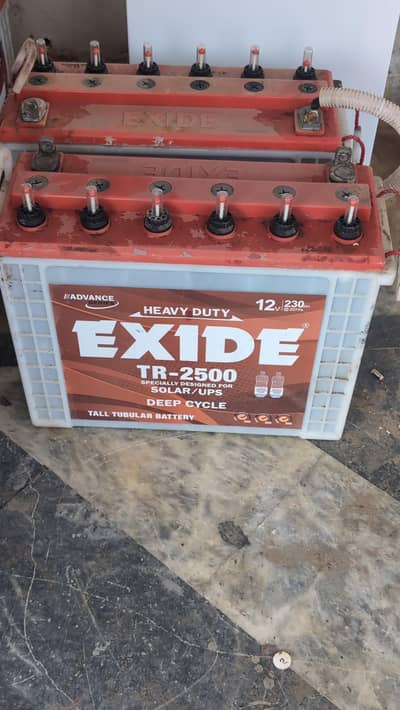 EXIDE
EXIDE
ADVANCE
HEAVY DUTY
12V 230
EXIDE ®
TR-2500
SPECIALLY DESIGNED FOR
SOLAR/UPS
DEEP CYCLE
TALL TUBULAR BATTERY